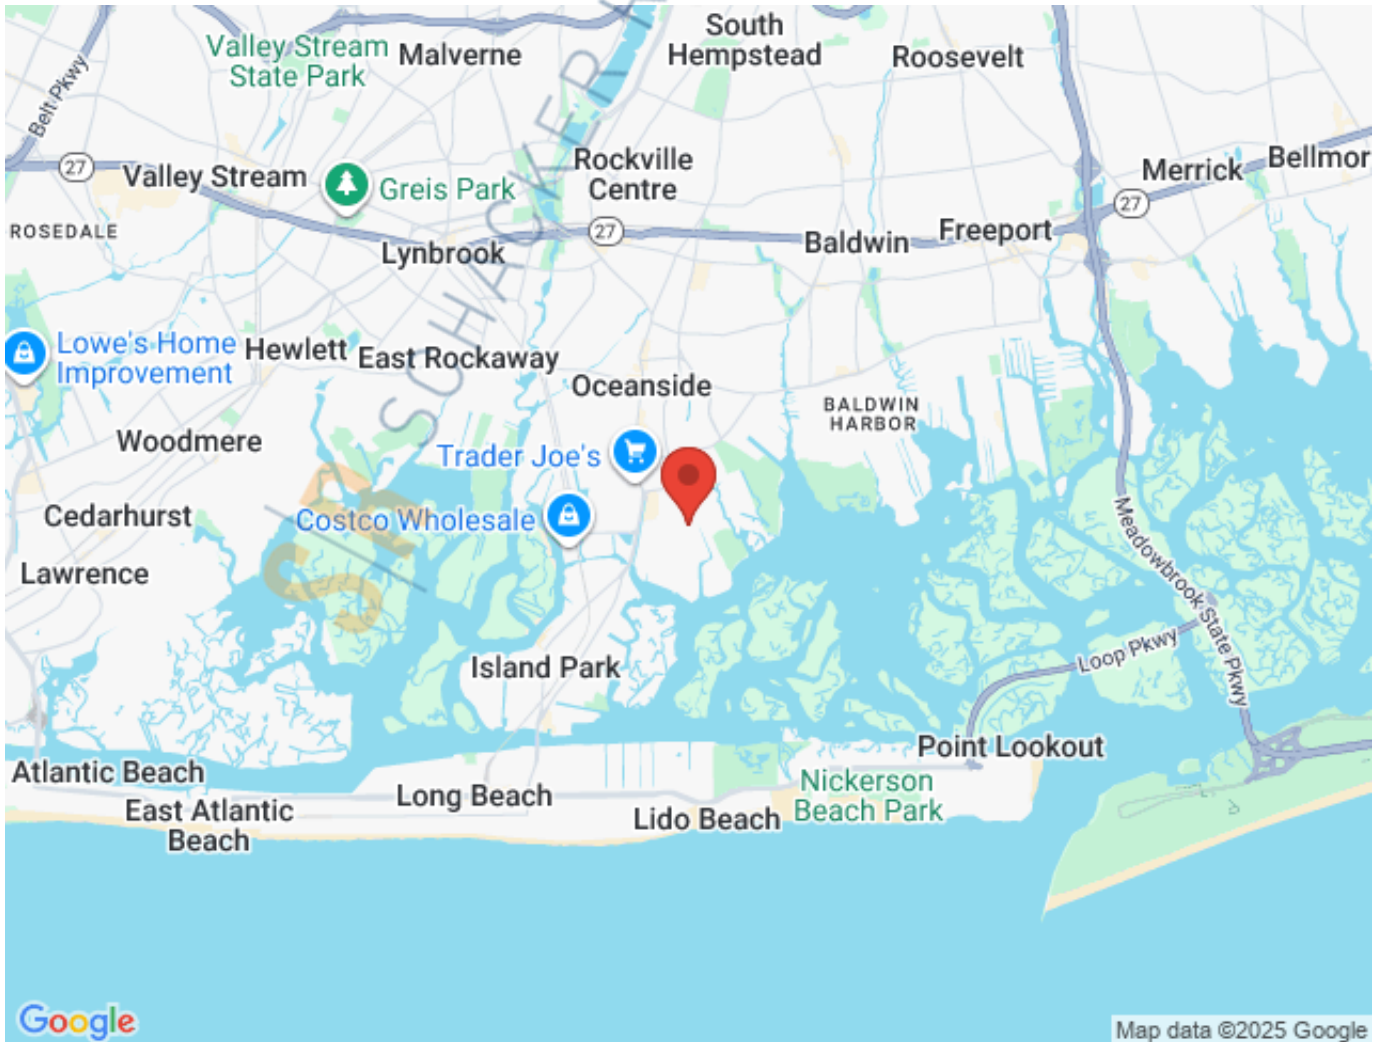 South
Hempstead
Valley Stream
State Park
Malverne
Roosevelt
Belt Pkwy
Rockville
Centre
Merrick
Bellmor
27
Valley Stream
Greis Park
27
ROSEDALE
27
Baldwin
Freeport
Lynbrook
Lowe's Home
Improvement
Hewlett
East Rockaway
Oceanside
BALDWIN
HARBOR
Woodmere
Trader Joe's
Cedarhurst
Costco Wholesale
Lawrence
Meadowbrook State Pkwy
Island Park
Loop Pkwy
Point Lookout
Atlantic Beach
Long Beach
Nickerson
Beach Park
East Atlantic
Beach
Lido Beach
Google
Map data ©2025 Google